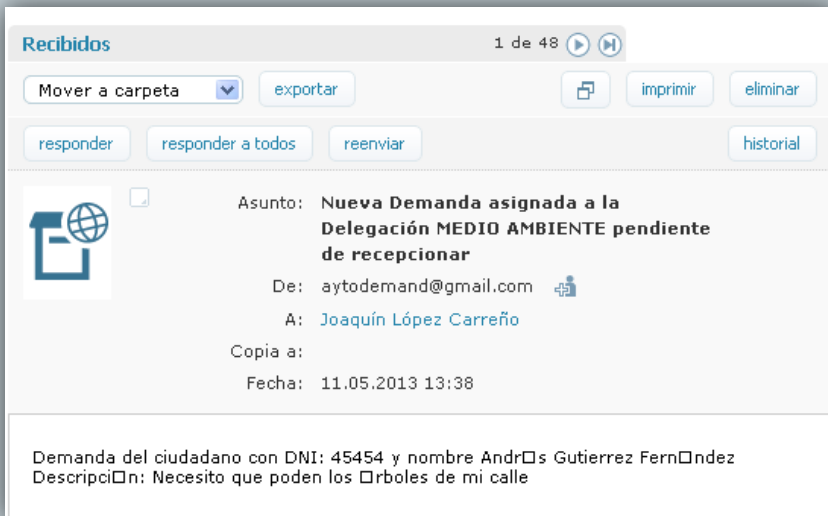 Recibidos 1 de 48
Mover a carpeta exportar imprimir eliminar
responder responder a todos reenviar historial
Asunto: Nueva Demanda asignada a la
Delegación MEDIO AMBIENTE pendiente
de recepcionar
De: aytodemand@gmail.com
A: Joaquín López Carreño
Copia a:
Fecha: 11.05.2013 13:38
Demanda del ciudadano con DNI: 45454 y nombre Andr□s Gutierrez Fern□ndez
Descripci□n: Necesito que poden los □rboles de mi calle